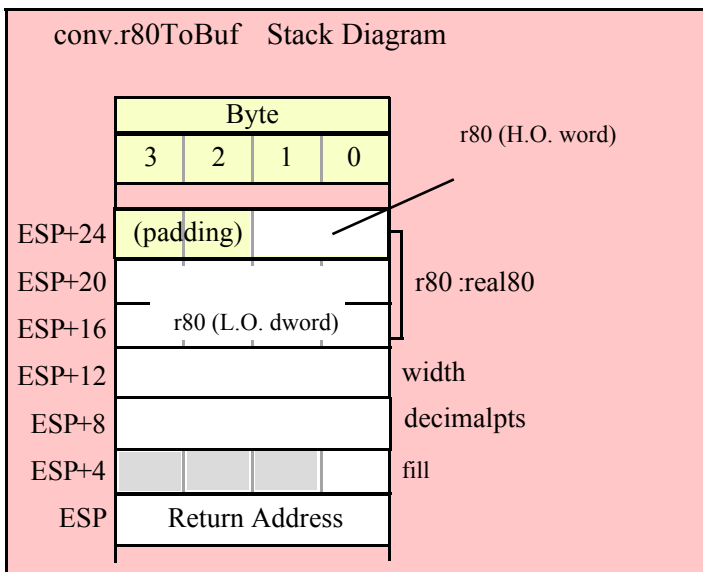 conv.r80ToBuf Stack Diagram
Byte
3 2 1 0
r80 (H.O. word)
ESP+24 (padding)
ESP+20 r80 :real80
ESP+16 r80 (L.O. dword)
ESP+12 width
ESP+8 decimalpts
ESP+4 fill
ESP Return Address